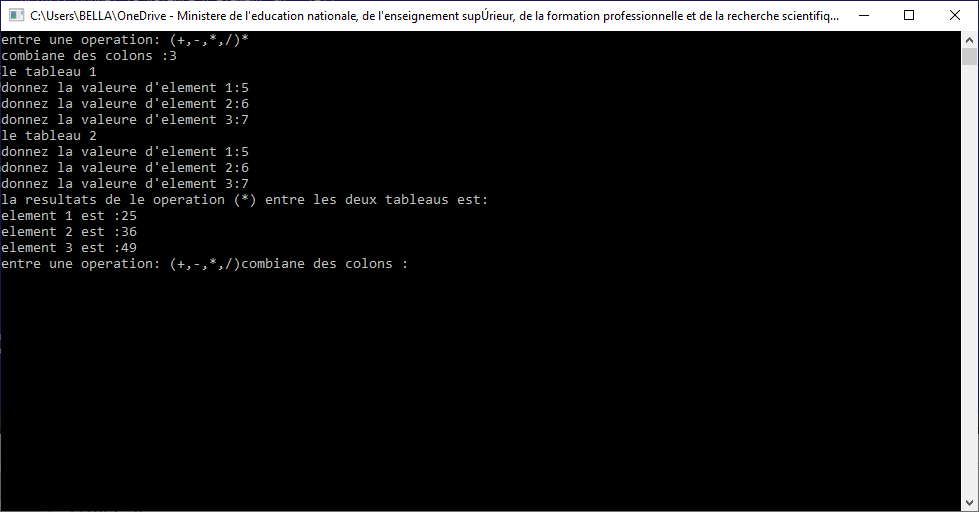 C:\Users\BELLA\OneDrive - Ministere de l'education nationale, de l'enseignement supÚrieur, de la formation professionnelle et de la recherche scientifiq...
entre une operation: (+,-,*,/)*
combiane des colons :3
le tableau 1
donnez la valeure d'element 1:5
donnez la valeure d'element 2:6
donnez la valeure d'element 3:7
le tableau 2
donnez la valeure d'element 1:5
donnez la valeure d'element 2:6
donnez la valeure d'element 3:7
la resultats de le operation (*) entre les deux tableaus est:
element 1 est :25
element 2 est :36
element 3 est :49
entre une operation: (+,-,*,/)combiane des colons :